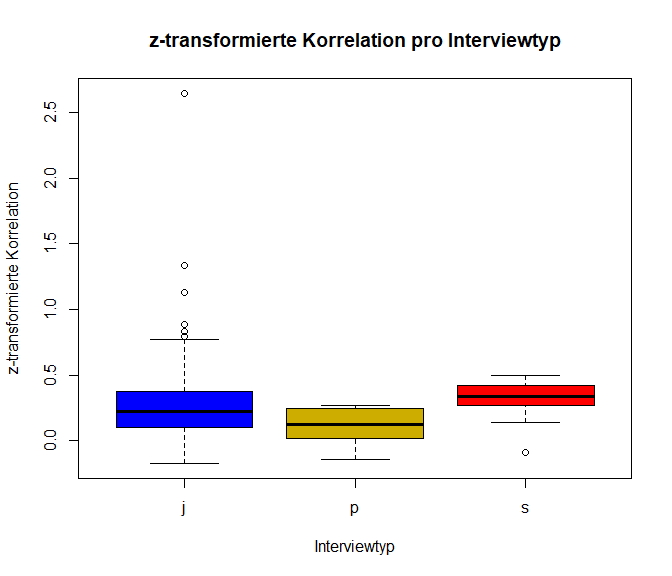 z-transformierte Korrelation pro Interviewtyp
z-transformierte Korrelation
2.5
2.0
1.5
1.0
0.5
0.0
j p s
Interviewtyp